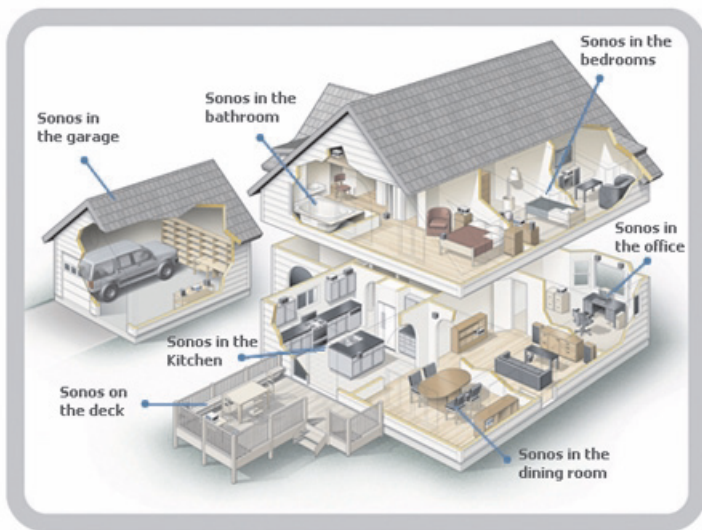 Sonos in the
bedrooms
Sonos in the
bathroom
Sonos in
the garage
Sonos in
the office
Sonos in the
Kitchen
Sonos on
the deck
Sonos in the
dining room